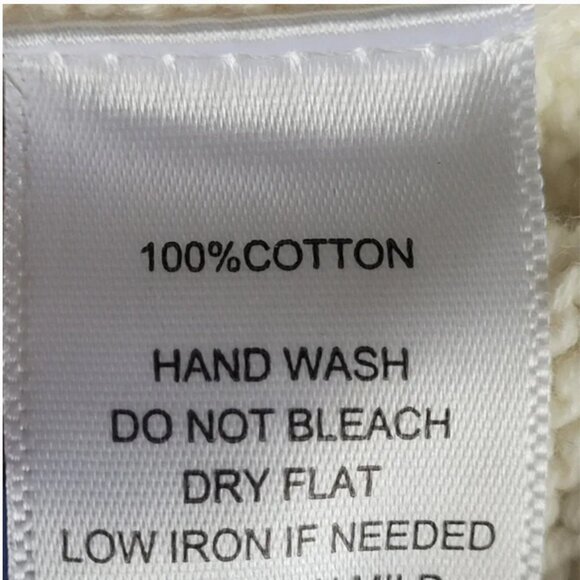 100%COTTON
HAND WASH
DO NOT BLEACH
DRY FLAT
LOW IRON IF NEEDED